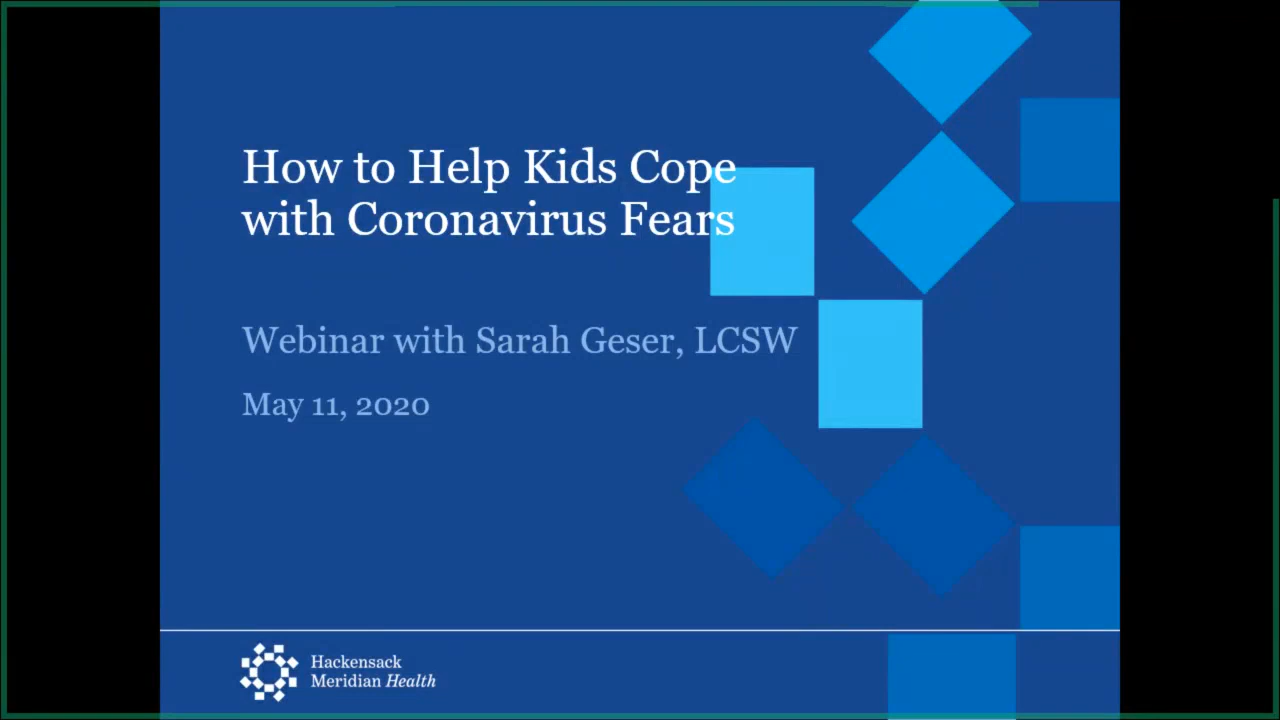 How to Help Kids Cope
with Coronavirus Fears
Webinar with Sarah Geser, LCSW
May 11, 2020
Hackensack
Meridian Health